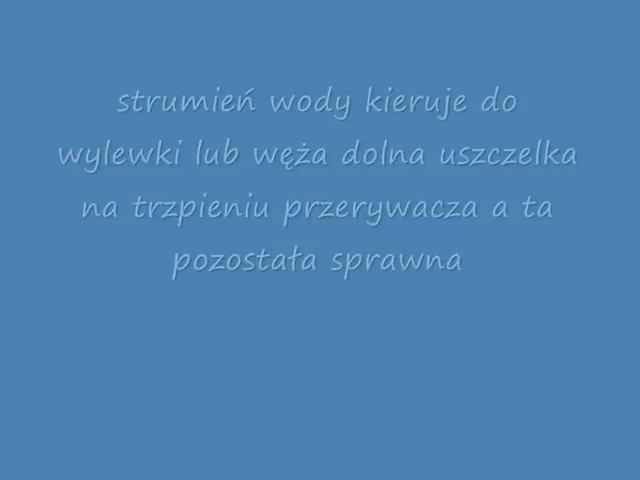 strumień wody kieruje do
wylewki lub węża dolna uszczelka
na trzpieniu przerywacza a ta
pozostała sprawna